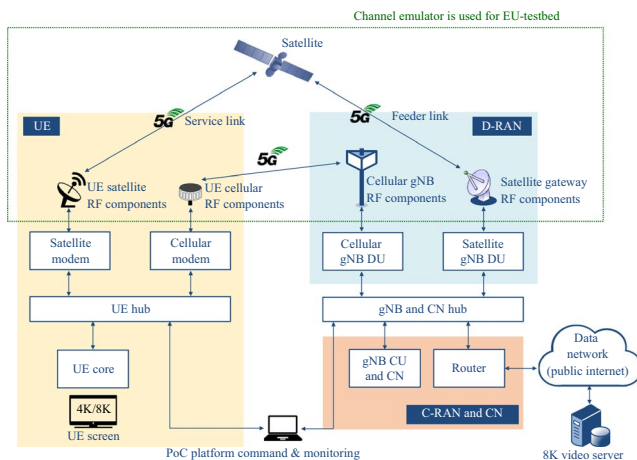 Channel emulator is used for EU-testbed
Satellite
5G
Service link
5G
Feeder link
UE
D-RAN
5G
UE satellite
RF components
UE cellular
RF components
Cellular gNB
RF components
Satellite gateway
RF components
Satellite
modem
Cellular
modem
Cellular
gNB DU
Satellite
gNB DU
UE hub
gNB and CN hub
UE core
gNB CU
and CN
Router
Data
network
(public internet)
4K/8K
UE screen
C-RAN and CN
PoC platform command & monitoring
8K video server